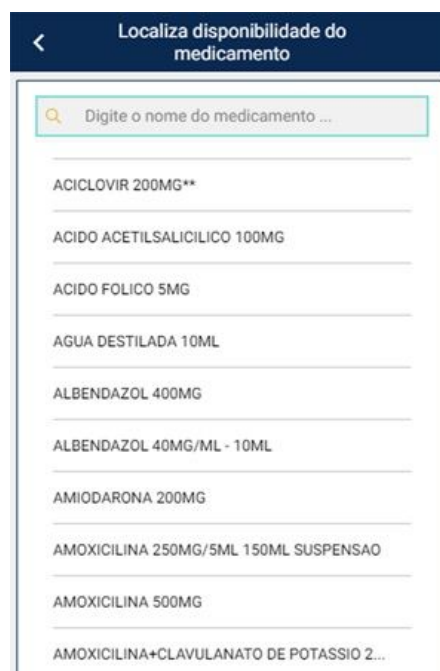 Localiza disponibilidade do
medicamento
Digite o nome do medicamento ...
ACICLOVIR 200MG**
ACIDO ACETILSALICILICO 100MG
ACIDO FOLICO 5MG
AGUA DESTILADA 10ML
ALBENDAZOL 400MG
ALBENDAZOL 40MG/ML - 10ML
AMIODARONA 200MG
AMOXICILINA 250MG/5ML 150ML SUSPENSAO
AMOXICILINA 500MG
AMOXICILINA+CLAVULANATO DE POTASSIO 2...